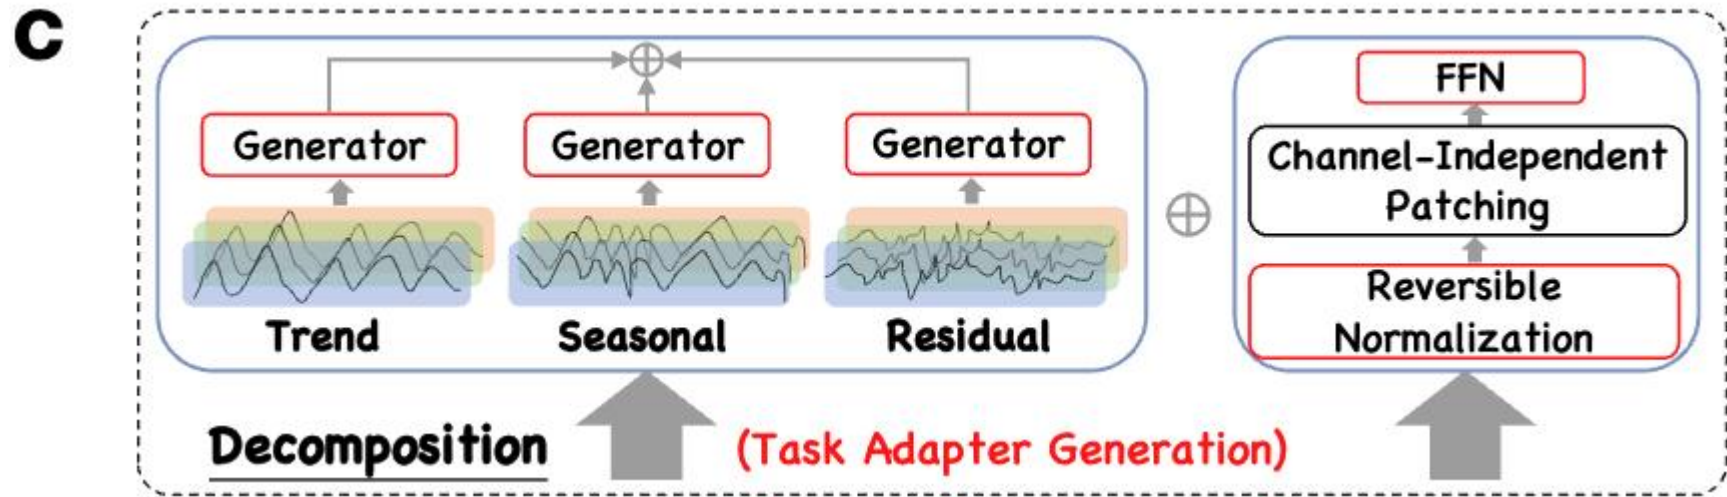 C
Generator
Generator
Generator
Trend
Seasonal
Residual
FFN
Channel-Independent
Patching
Reversible
Normalization
Decomposition
(Task Adapter Generation)